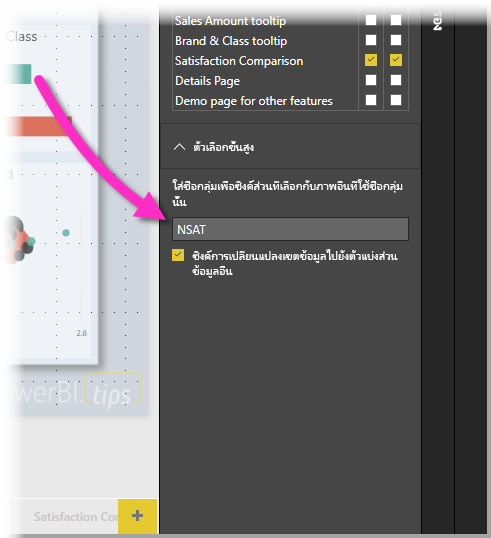 Class
Sales Amount tooltip
Brand & Class tooltip
Satisfaction Comparison
Details Page
Demo page for other features
ตัวเลือกขั้นสูง
ใส่ชื่อกลุ่มเพื่อซิงค์ส่วนที่เลือกกับภาพอื่นที่ใช้ชื่อกลุ่ม
นั้น
NSAT
ซิงค์การเปลี่ยนแปลงเขตข้อมูลไปยังตัวแบ่งส่วน
ข้อมูลอื่น
d
2.8
werBI.tips
Satisfaction Co
+